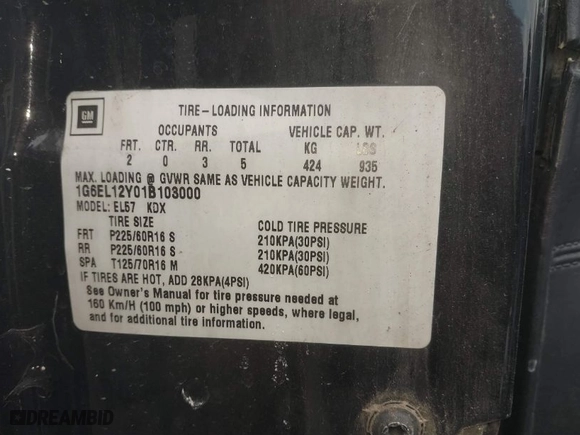 GM
TIRE-LOADING INFORMATION
OCCUPANTS VEHICLE CAP. WT.
FRT. CTR. RR. TOTAL KG LBS
2 0 3 5 424 935
MAX. LOADING @ GVWR SAME AS VEHICLE CAPACITY WEIGHT.
1G6EL12Y01B103000
MODEL: EL57 KDX
TIRE SIZE COLD TIRE PRESSURE
FRT P225/60R16 S 210KPA(30PSI)
RR P225/60R16 S 210KPA(30PSI)
SPA T125/70R16 M 420KPA(60PSI)
IF TIRES ARE HOT, ADD 28KPA(4PSI)
See Owner's Manual for tire pressure needed at
160 Km/H (100 mph) or higher speeds, where legal,
and for additional tire information.
DREAMBID